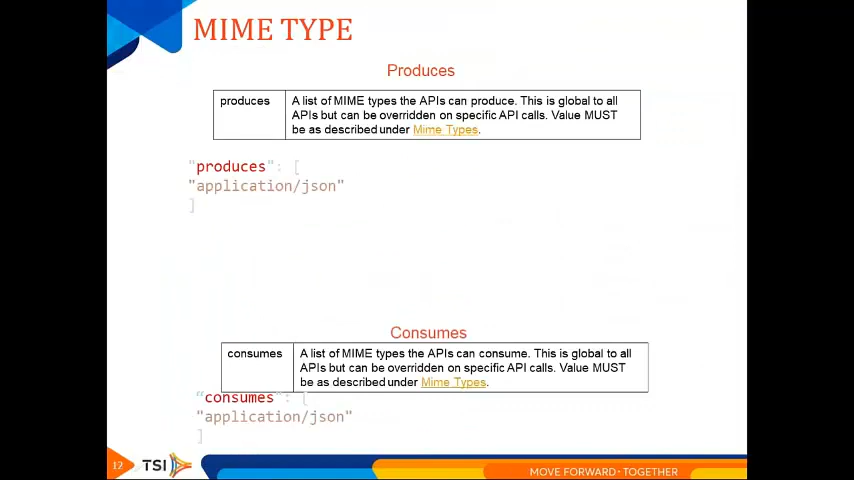 MIME TYPE
Produces
produces
A list of MIME types the APIs can produce. This is global to all
APIs but can be overridden on specific API calls. Value MUST
be as described under Mime Types.
"produces": [
"application/json"
]
Consumes
consumes
A list of MIME types the APIs can consume. This is global to all
APIs but can be overridden on specific API calls. Value MUST
be as described under Mime Types.
"consumes": [
"application/json"
]
12
TSI
MOVE FORWARD · TOGETHER